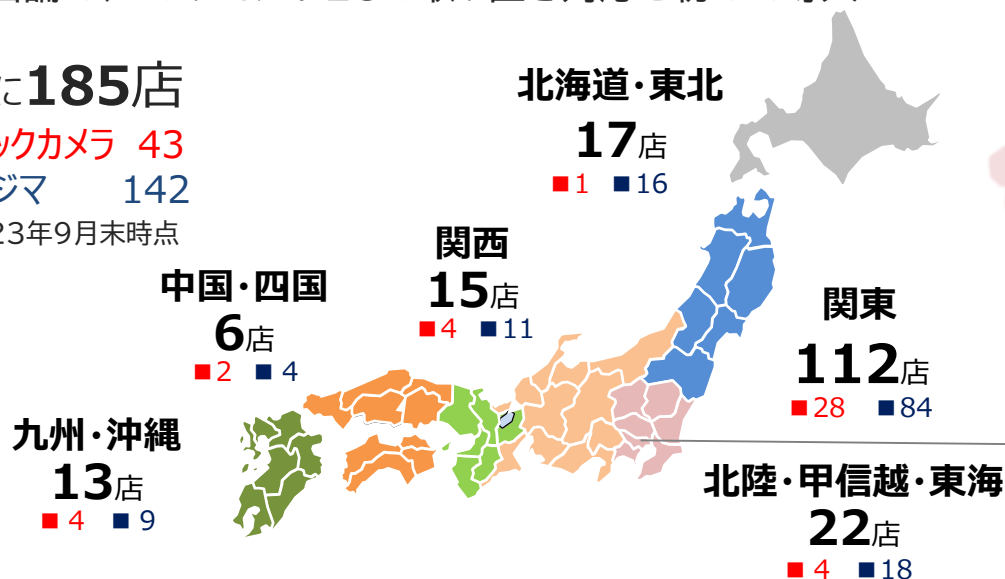 に185店
ックカメラ 43
ジマ 142
23年9月末時点
北海道・東北
17店
■1 ■16
関西
15店
■4 ■11
中国・四国
6店
■2 ■4
関東
112店
■28 ■84
九州・沖縄
13店
■4 ■9
北陸・甲信越・東海
22店
■4 ■18